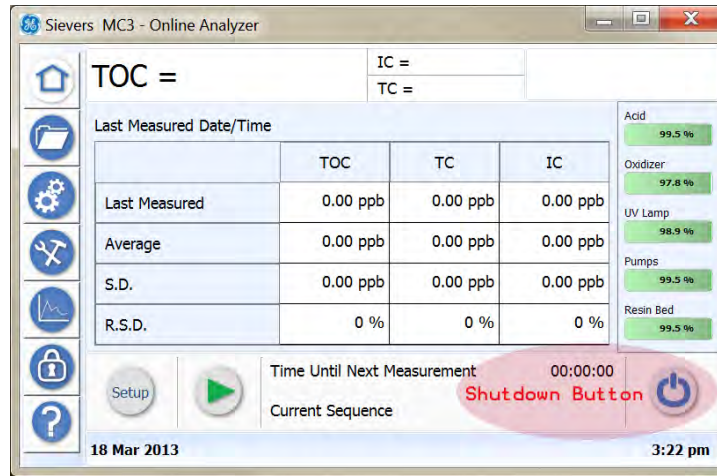 Sievers MC3 - Online Analyzer
TOC =
IC =
TC =
Last Measured Date/Time
TOC TC IC
Last Measured 0.00 ppb 0.00 ppb 0.00 ppb
Average 0.00 ppb 0.00 ppb 0.00 ppb
S.D. 0.00 ppb 0.00 ppb 0.00 ppb
R.S.D. 0 % 0 % 0 %
Acid
99.5 %
Oxidizer
97.8 %
UV Lamp
98.9 %
Pumps
99.5 %
Resin Bed
99.5 %
Setup
Time Until Next Measurement 00:00:00
Shutdown Button
Current Sequence
18 Mar 2013 3:22 pm